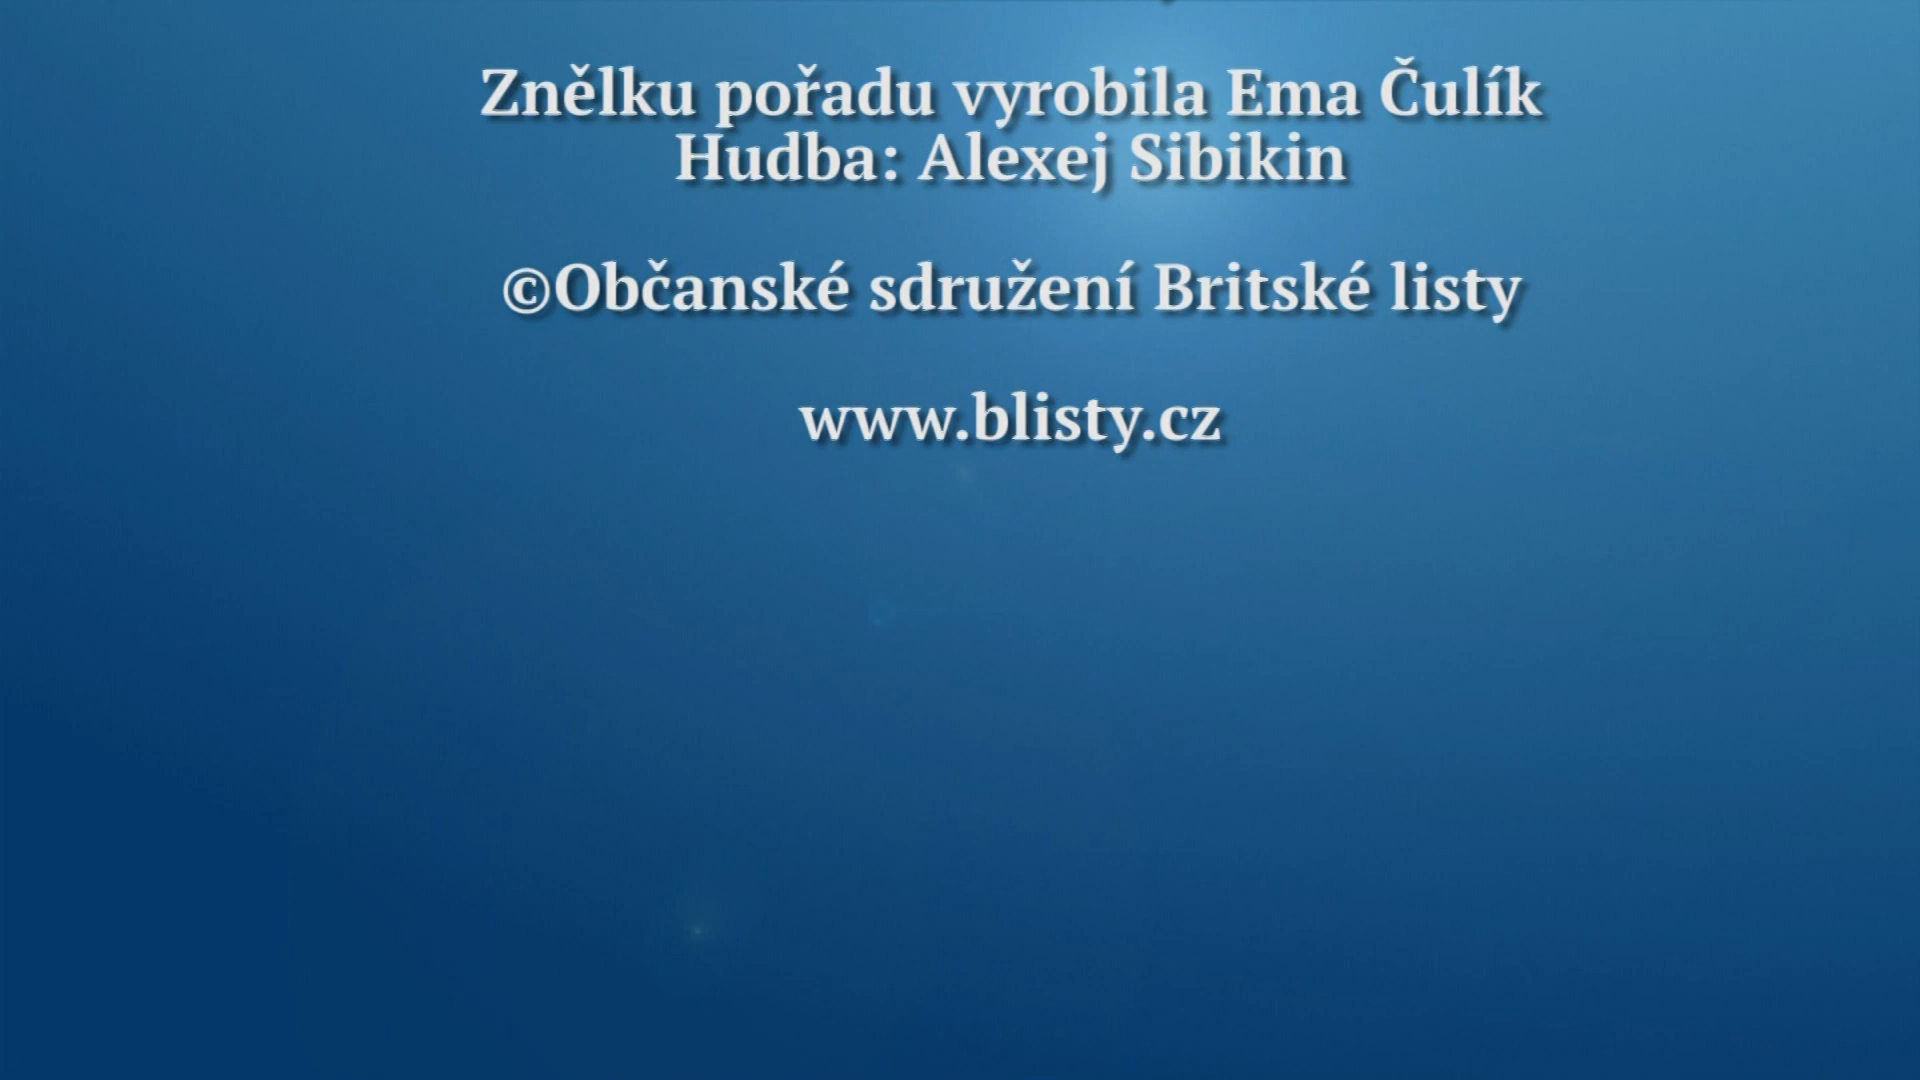 Znělku pořadu vyrobila Ema Čulík
Hudba: Alexej Sibikin
©Občanské sdružení Britské listy
www.blisty.cz